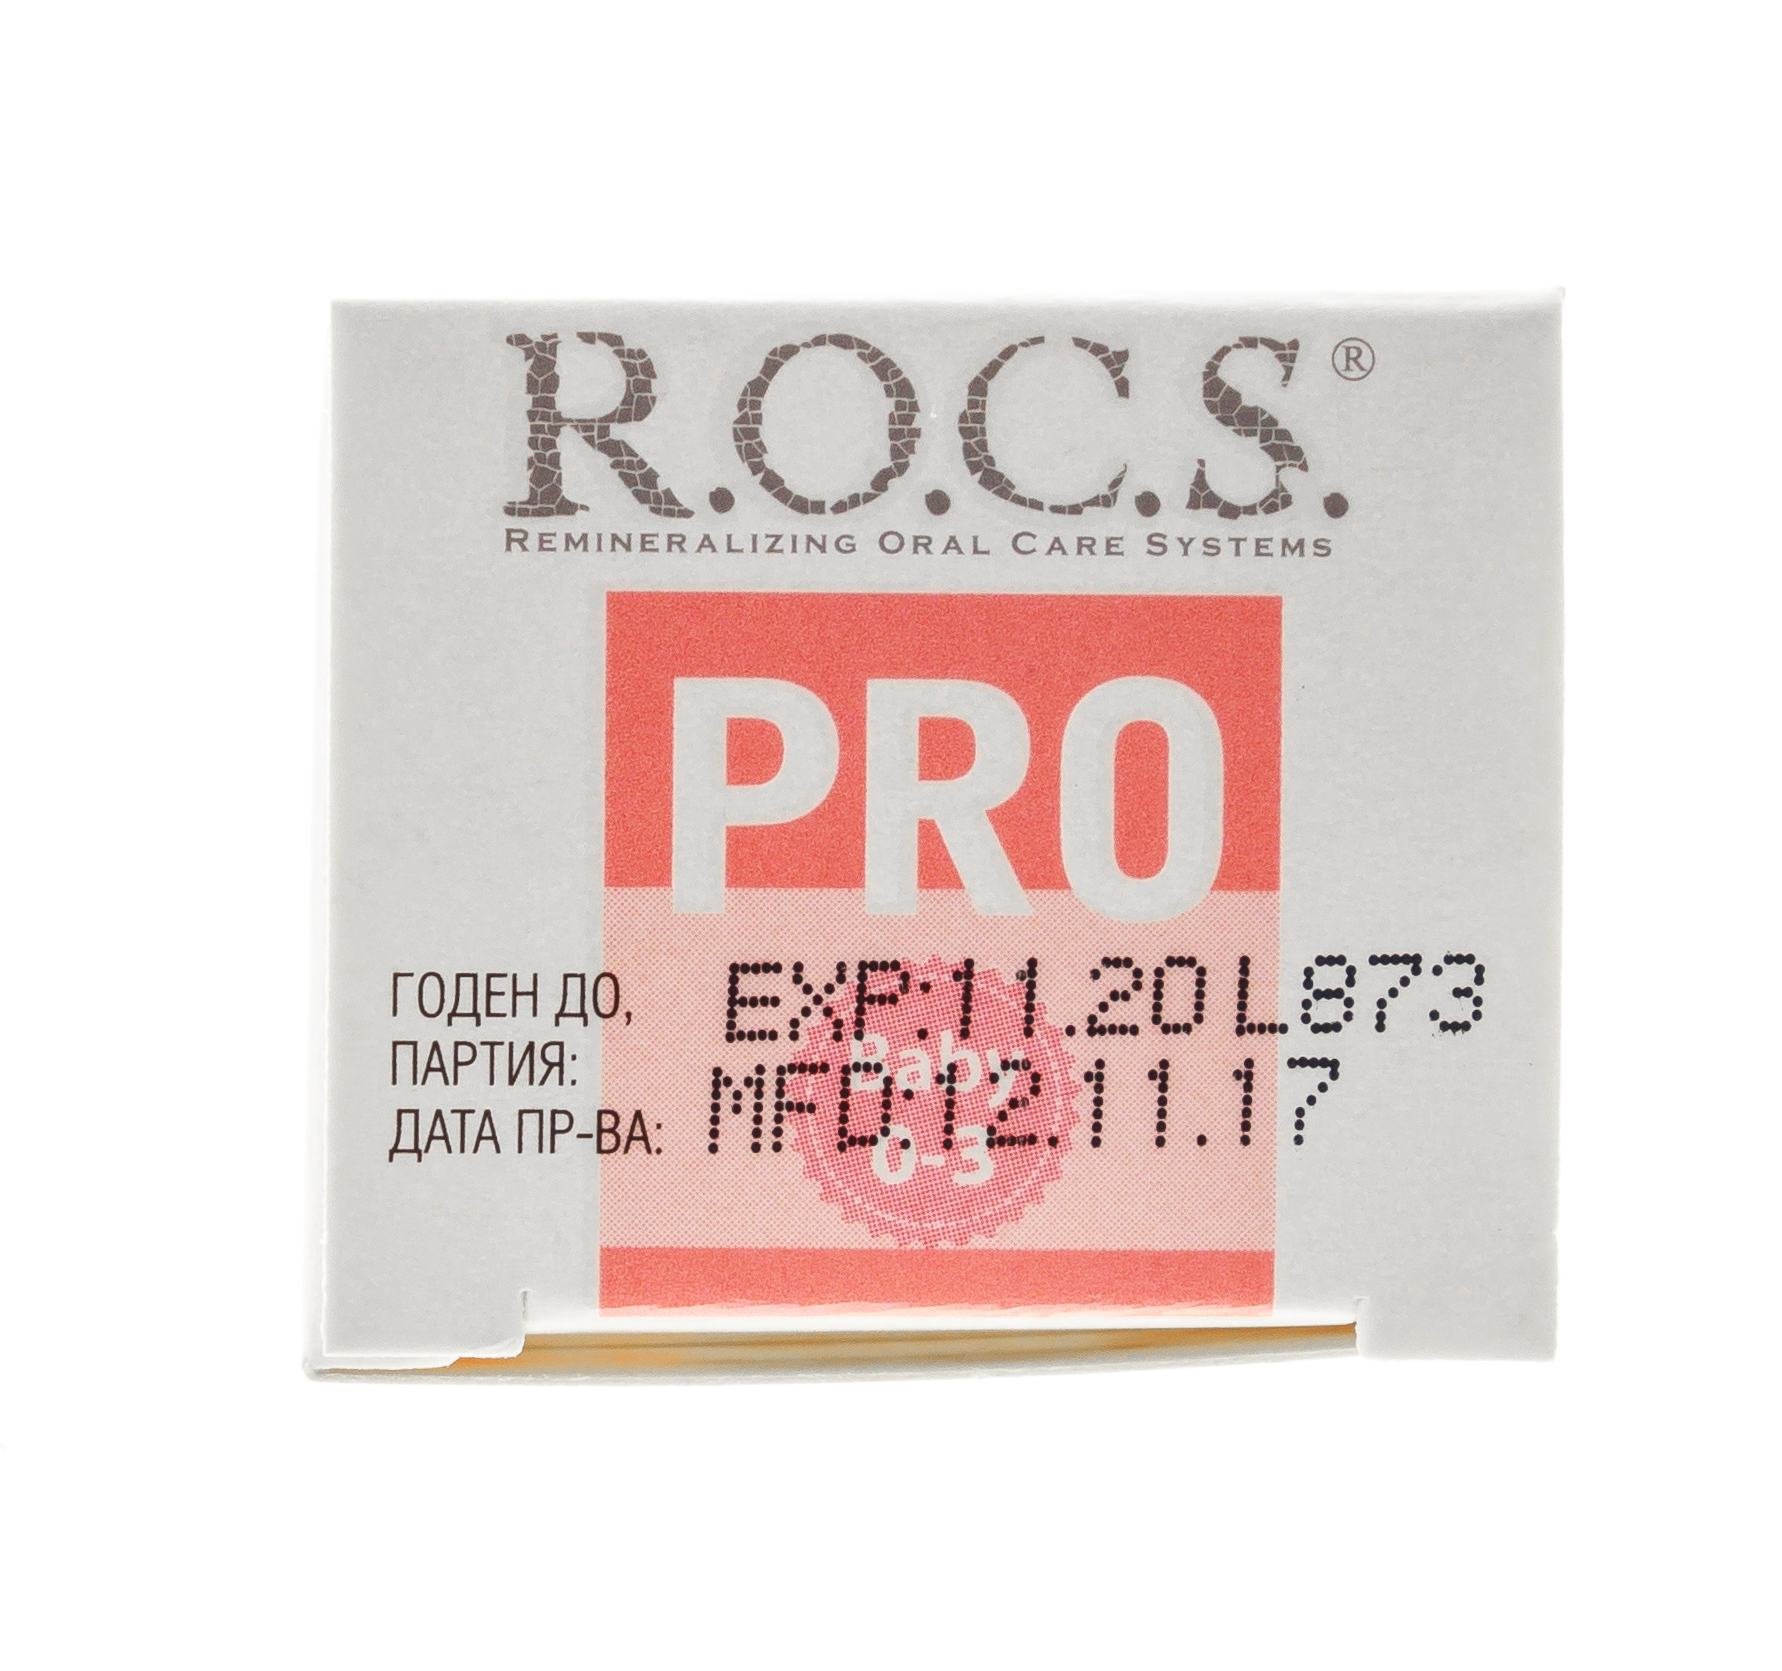 R.O.C.S.®
REMINERALIZING ORAL CARE SYSTEMS
PRO
Baby
0-3
ГОДЕН ДО,
ПАРТИЯ:
ДАТА ПР-ВА:
EXP:11.20 L873
MFD:12.11.17